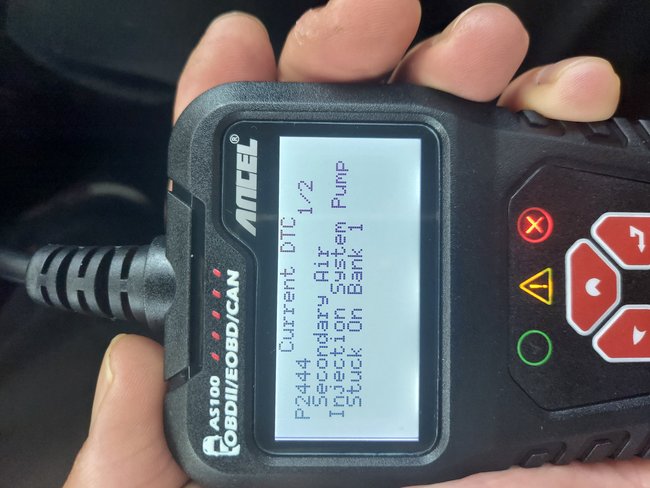 AS100
OBDII/EOBD/CAN
ANCEL®
Current DTC
P2444 1/2
Secondary Air
Injection System Pump
Stuck On Bank 1